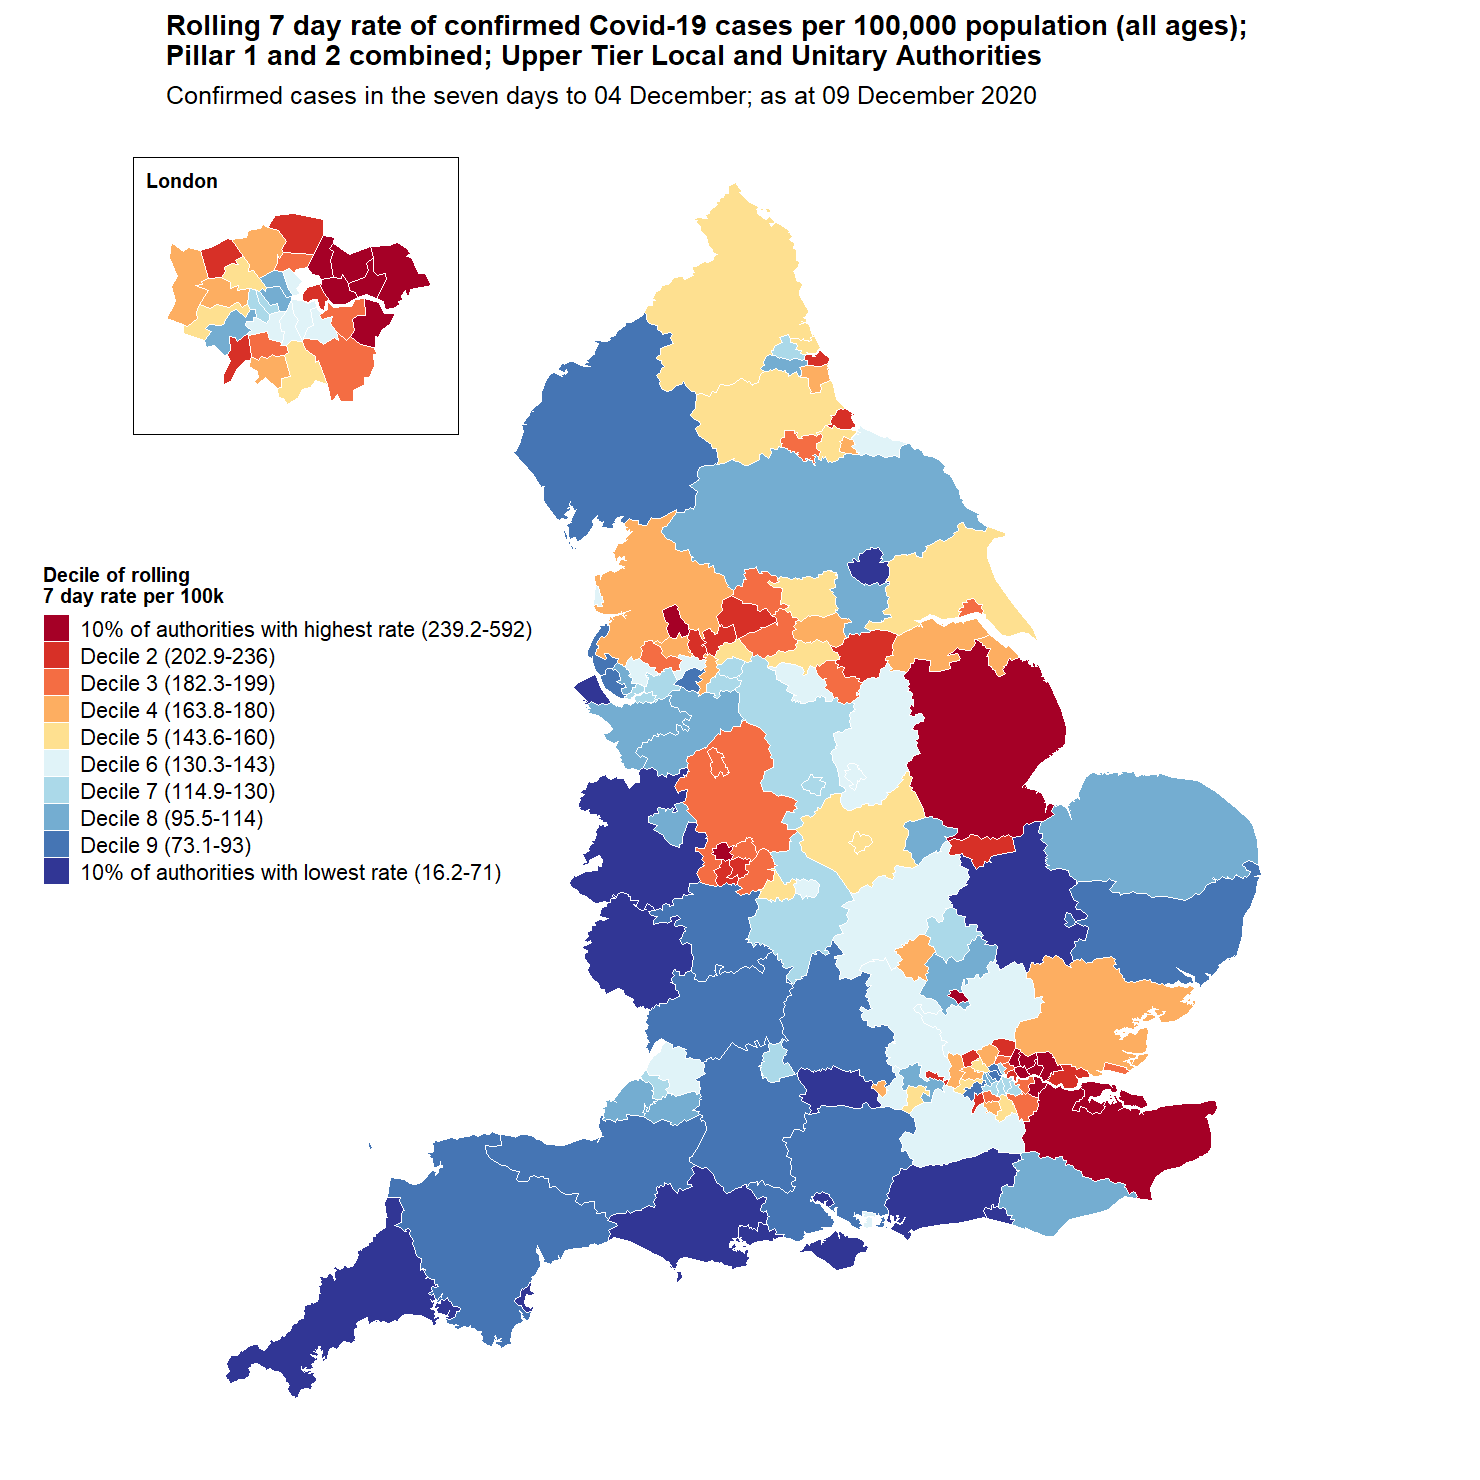 Rolling 7 day rate of confirmed Covid-19 cases per 100,000 population (all ages);
Pillar 1 and 2 combined; Upper Tier Local and Unitary Authorities
Confirmed cases in the seven days to 04 December; as at 09 December 2020
London
Decile of rolling
7 day rate per 100k
10% of authorities with highest rate (239.2-592)
Decile 2 (202.9-236)
Decile 3 (182.3-199)
Decile 4 (163.8-180)
Decile 5 (143.6-160)
Decile 6 (130.3-143)
Decile 7 (114.9-130)
Decile 8 (95.5-114)
Decile 9 (73.1-93)
10% of authorities with lowest rate (16.2-71)